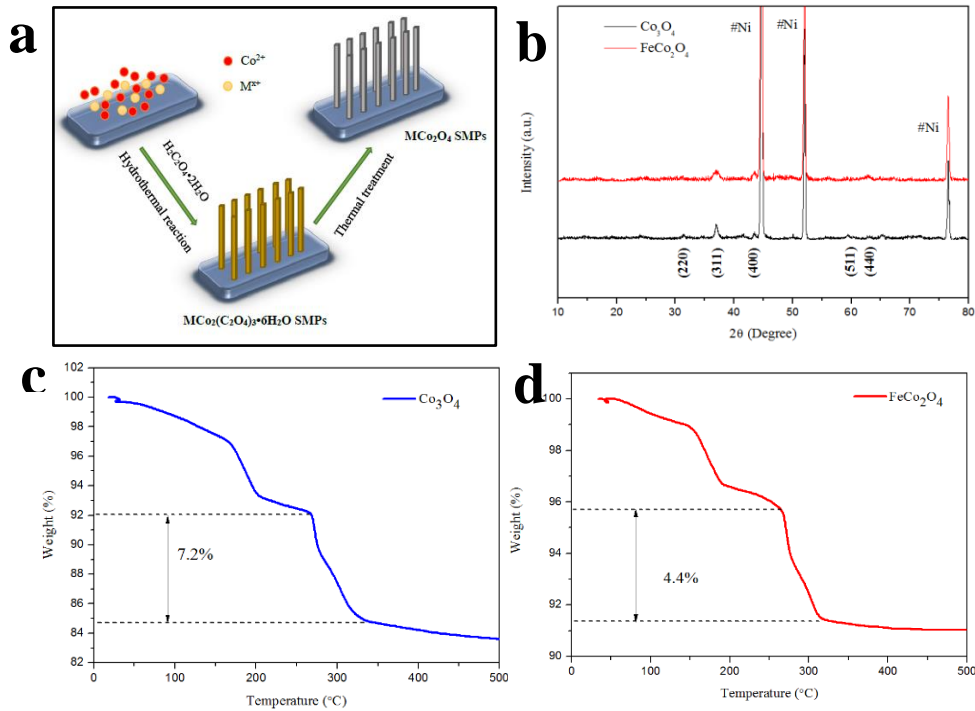 a
Co²⁺
Mˣ⁺
H₂C₂O₄•2H₂O
Hydrothermal reaction
Thermal treatment
MCo₂O₄ SMPs
MCo₂(C₂O₄)₃•6H₂O SMPs
b
#Ni
#Ni
#Ni
Co₃O₄
FeCo₂O₄
Intensity (a.u.)
(220)
(311)
(400)
(511)
(440)
10 20 30 40 50 60 70 80
2θ (Degree)
c
Co₃O₄
102
100
98
96
94
92
90
88
86
84
82
Weight (%)
7.2%
0 100 200 300 400 500
Temperature (°C)
d
FeCo₂O₄
100
98
96
94
92
90
Weight (%)
4.4%
0 100 200 300 400 500
Temperature (°C)